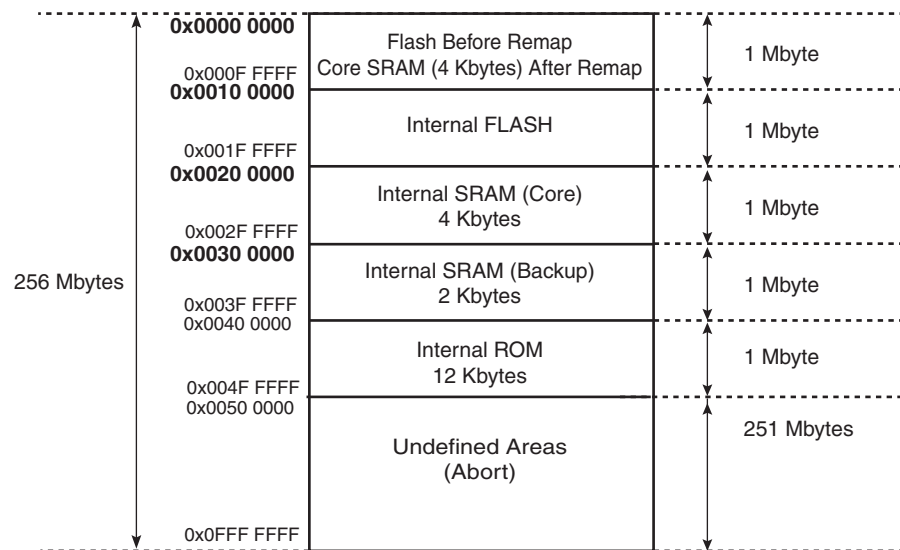 0x0000 0000
Flash Before Remap
Core SRAM (4 Kbytes) After Remap
1 Mbyte
0x000F FFFF
0x0010 0000
Internal FLASH
1 Mbyte
0x001F FFFF
0x0020 0000
Internal SRAM (Core)
4 Kbytes
1 Mbyte
0x002F FFFF
0x0030 0000
256 Mbytes
Internal SRAM (Backup)
2 Kbytes
1 Mbyte
0x003F FFFF
0x0040 0000
Internal ROM
12 Kbytes
1 Mbyte
0x004F FFFF
0x0050 0000
251 Mbytes
Undefined Areas
(Abort)
0x0FFF FFFF